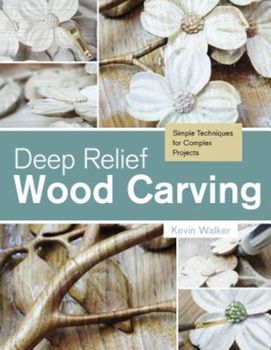 Simple Techniques
for Complex
Projects
Deep Relief
Wood Carving
Kevin Walker